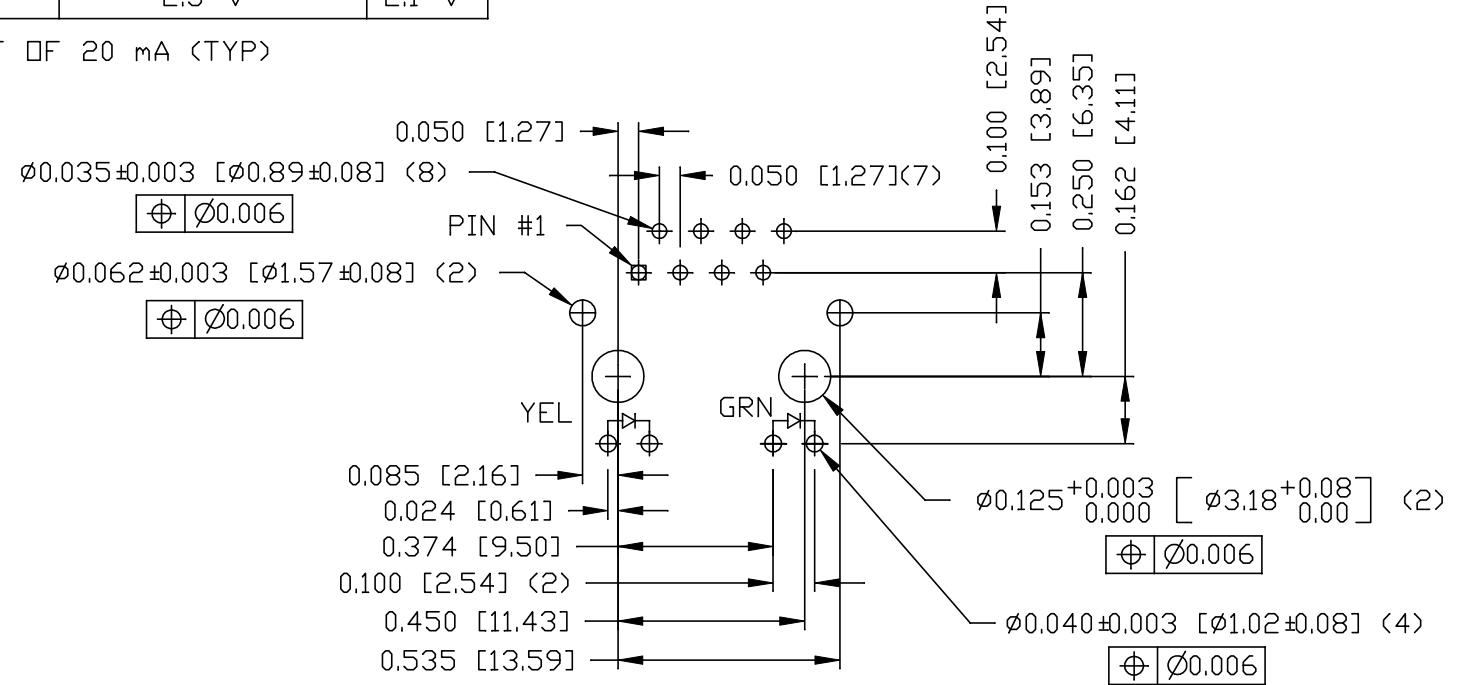 2.1 V
T OF 20 mA (TYP)
0.100 [2.54]
0.153 [3.89]
0.250 [6.35]
0.162 [4.11]
0.050 [1.27]
Ø0.035±0.003 [Ø0.89±0.08] (8)
0.050 [1.27](7)
⌖ Ø0.006
PIN #1
Ø0.062±0.003 [Ø1.57±0.08] (2)
⌖ Ø0.006
YEL
GRN
0.085 [2.16]
0.024 [0.61]
0.374 [9.50]
0.100 [2.54] (2)
0.450 [11.43]
0.535 [13.59]
Ø0.125 +0.003 0.000 [ Ø3.18 +0.08 0.00 ] (2)
⌖ Ø0.006
Ø0.040±0.003 [Ø1.02±0.08] (4)
⌖ Ø0.006